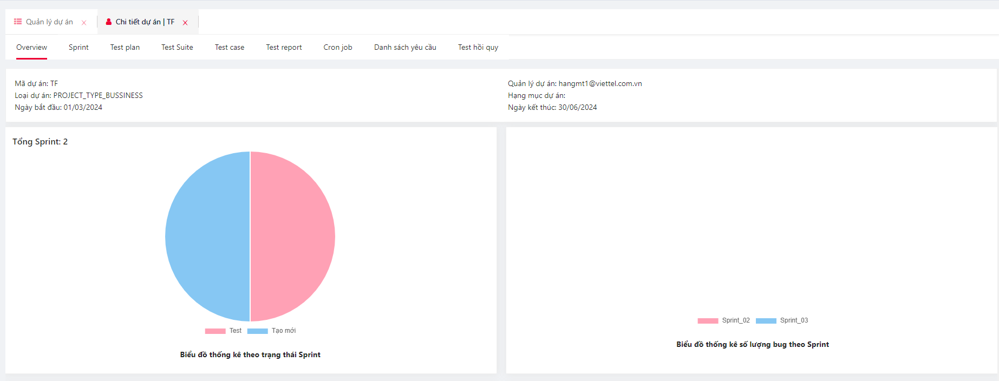 Quản lý dự án
Chi tiết dự án | TF
Overview Sprint Test plan Test Suite Test case Test report Cron job Danh sách yêu cầu Test hồi quy
Mã dự án: TF
Loại dự án: PROJECT_TYPE_BUSSINESS
Ngày bắt đầu: 01/03/2024
Quản lý dự án: hangmt1@viettel.com.vn
Hạng mục dự án:
Ngày kết thúc: 30/06/2024
Tổng Sprint: 2
Test Tạo mới
Biểu đồ thống kê theo trạng thái Sprint
Sprint_02 Sprint_03
Biểu đồ thống kê số lượng bug theo Sprint